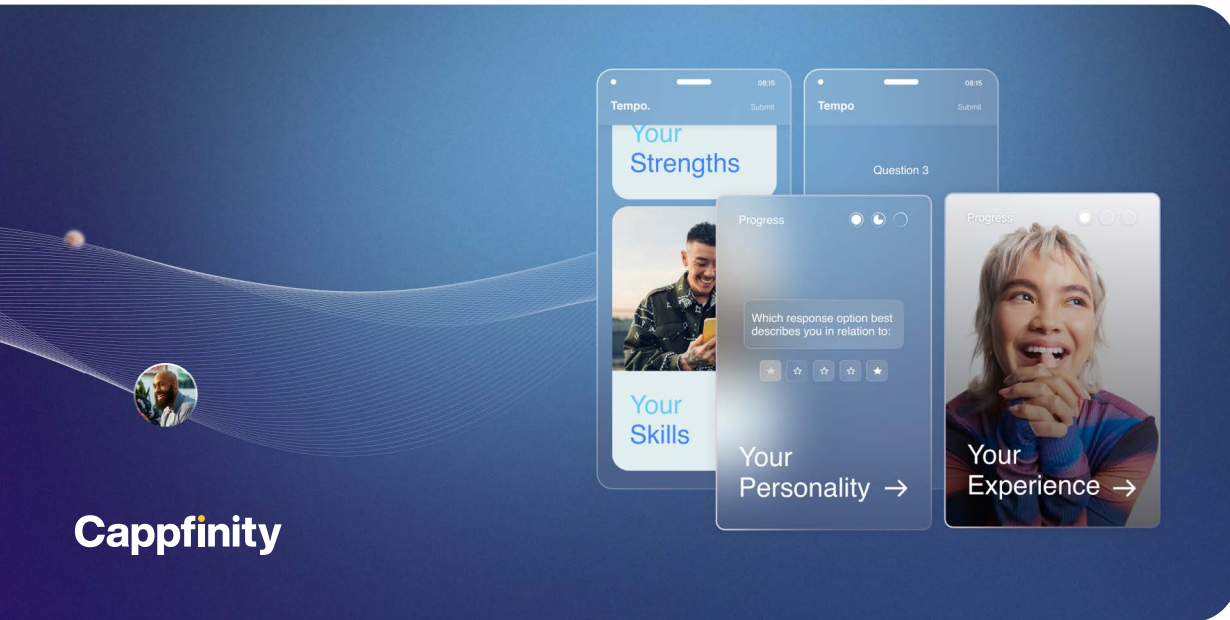 08:15
Tempo.
Submit
Your
Strengths
Your
Skills
08:15
Tempo
Submit
Question 3
Progress
Which response option best
describes you in relation to:
Your
Personality →
Progress
Your
Experience →
Cappfinity